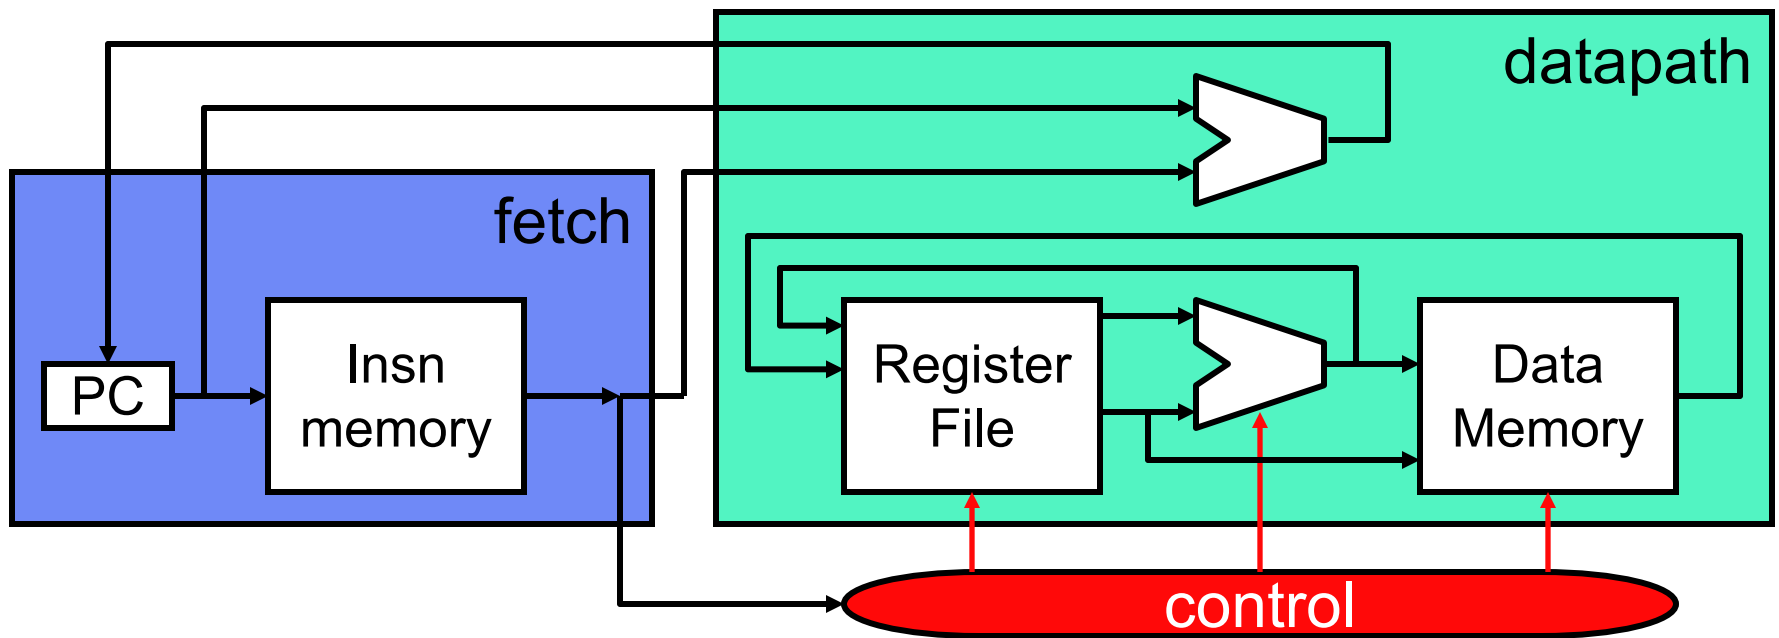 datapath
fetch
PC
Insn
memory
Register
File
Data
Memory
control